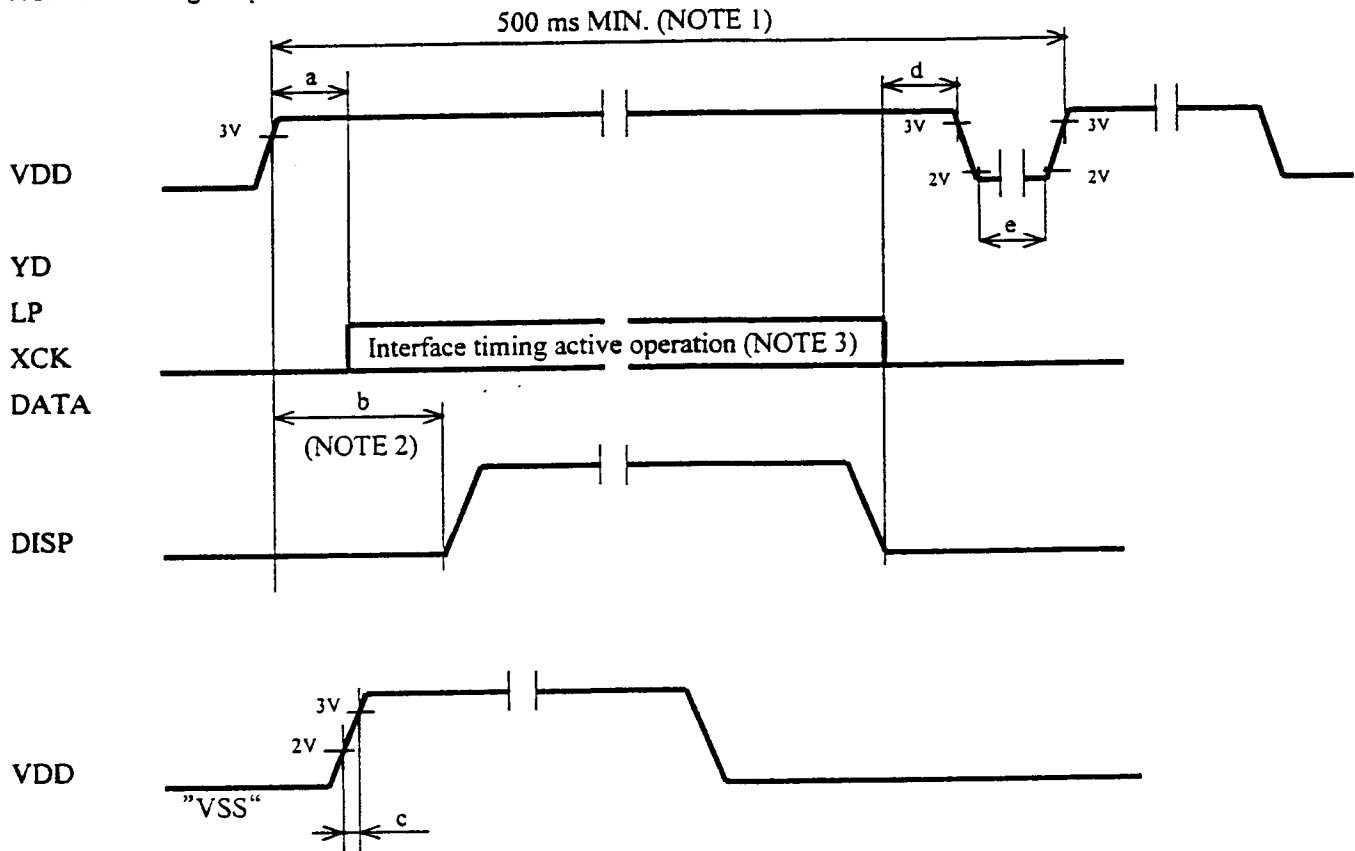 500 ms MIN. (NOTE 1)
a
d
3V
3V
3V
VDD
2V
2V
e
YD
LP
Interface timing active operation (NOTE 3)
XCK
DATA
b
(NOTE 2)
DISP
3V
2V
VDD
”VSS“
c